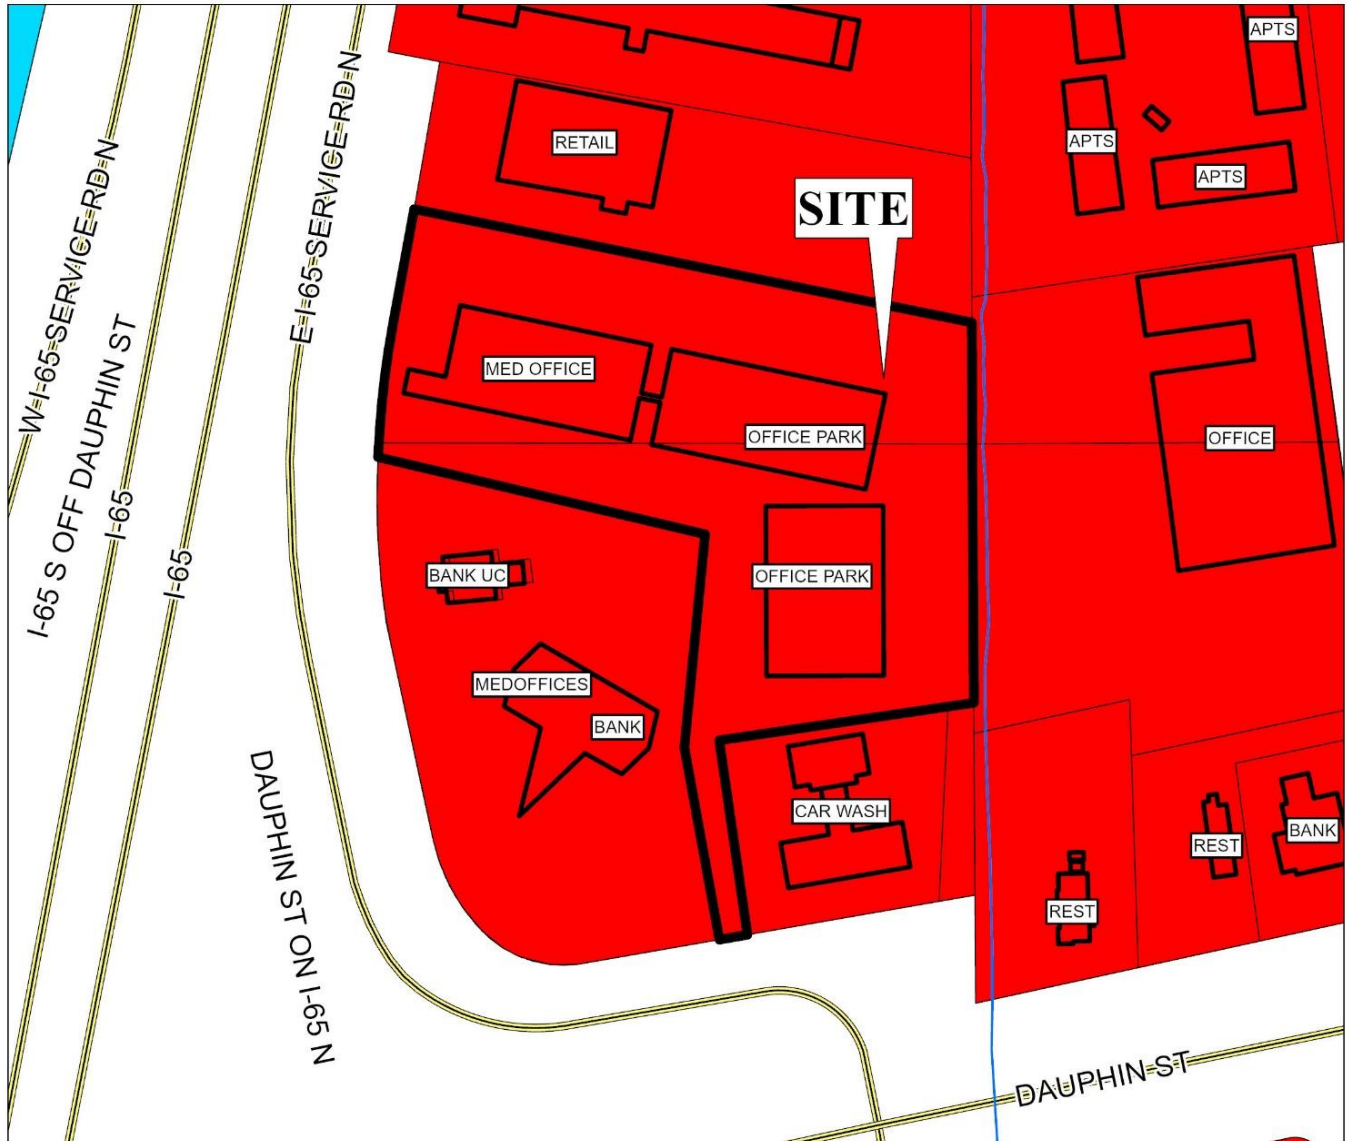 APTS
RETAIL
APTS
APTS
SITE
W I-65 SERVICE RD N
E I-65 SERVICE RD N
MED OFFICE
OFFICE PARK
OFFICE
I-65 S OFF DAUPHIN ST
I-65
I-65
BANK UC
OFFICE PARK
MEDOFFICES
BANK
CAR WASH
DAUPHIN ST ON I-65 N
REST
BANK
REST
DAUPHIN ST